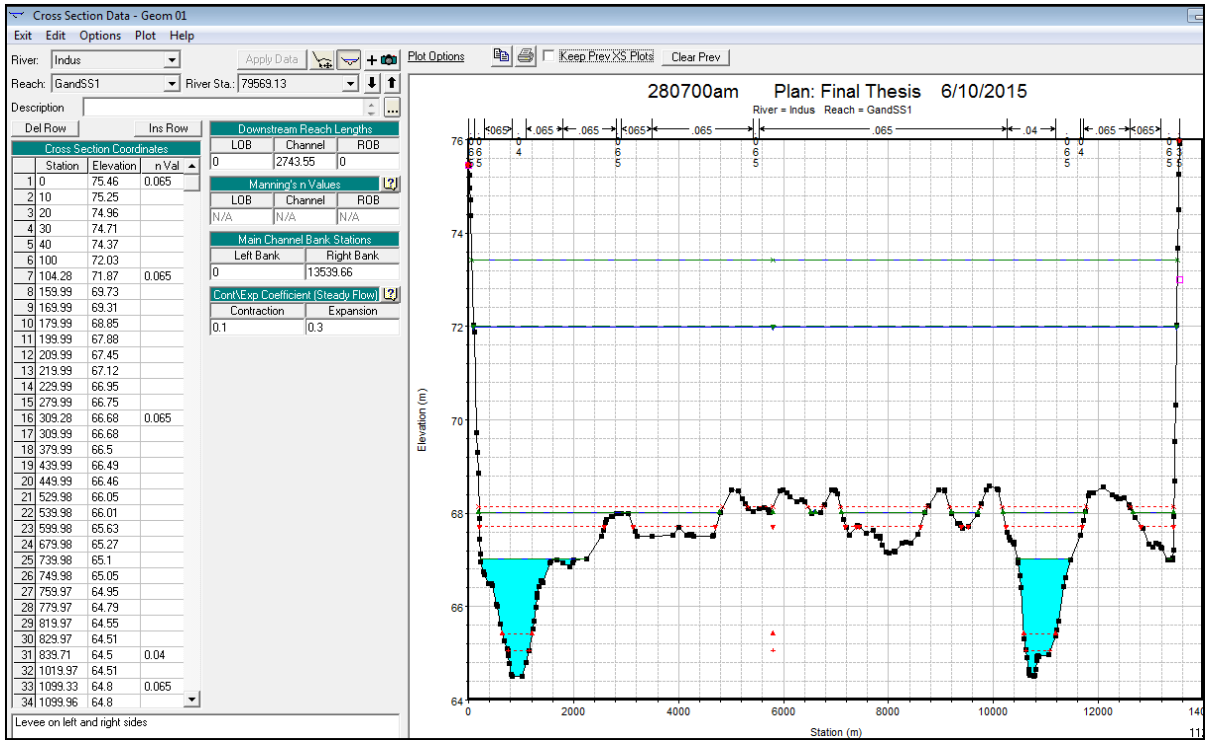 Cross Section Data - Geom 01
Exit Edit Options Plot Help
River: Indus Apply Data Plot Options Keep Prev XS Plots Clear Prev
Reach: GandSS1 River Sta.: 79569.13
Description ...
Del Row Ins Row
Cross Section Coordinates
Station Elevation n Val
1 0 75.46 0.065
2 10 75.25
3 20 74.96
4 30 74.71
5 40 74.37
6 100 72.03
7 104.28 71.87 0.065
8 159.99 69.73
9 169.99 69.31
10 179.99 68.85
11 199.99 67.88
12 209.99 67.45
13 219.99 67.12
14 229.99 66.95
15 279.99 66.75
16 309.28 66.68 0.065
17 309.99 66.68
18 379.99 66.5
19 439.99 66.49
20 449.99 66.46
21 529.98 66.05
22 539.98 66.01
23 599.98 65.63
24 679.98 65.27
25 739.98 65.1
26 749.98 65.05
27 759.97 64.95
28 779.97 64.79
29 819.97 64.55
30 829.97 64.51
31 839.71 64.5 0.04
32 1019.97 64.51
33 1099.33 64.8 0.065
34 1099.96 64.8
Levee on left and right sides
Downstream Reach Lengths
LOB Channel ROB
0 2743.55 0
Manning's n Values ?
LOB Channel ROB
N/A N/A N/A
Main Channel Bank Stations
Left Bank Right Bank
0 13539.66
Cont\Exp Coefficient (Steady Flow) ?
Contraction Expansion
0.1 0.3
280700am Plan: Final Thesis 6/10/2015
River = Indus Reach = GandSS1
.065 .04 .065 .065 .065 .065 .065 .065 .065 .065 .04 .065 .04 .065 .065
76
74
72
70
68
66
64
Elevation (m)
0 2000 4000 6000 8000 10000 12000
Station (m)